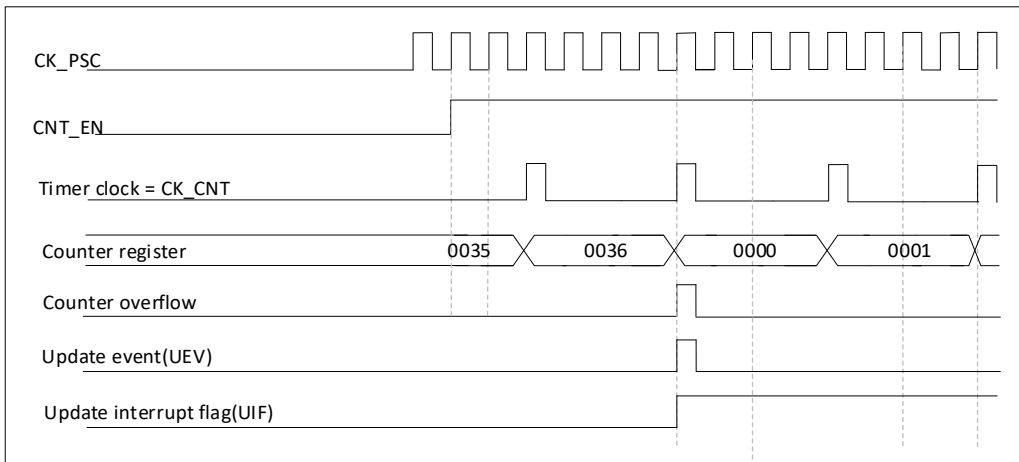 CK_PSC
CNT_EN
Timer clock = CK_CNT
Counter register 0035 0036 0000 0001
Counter overflow
Update event(UEV)
Update interrupt flag(UIF)